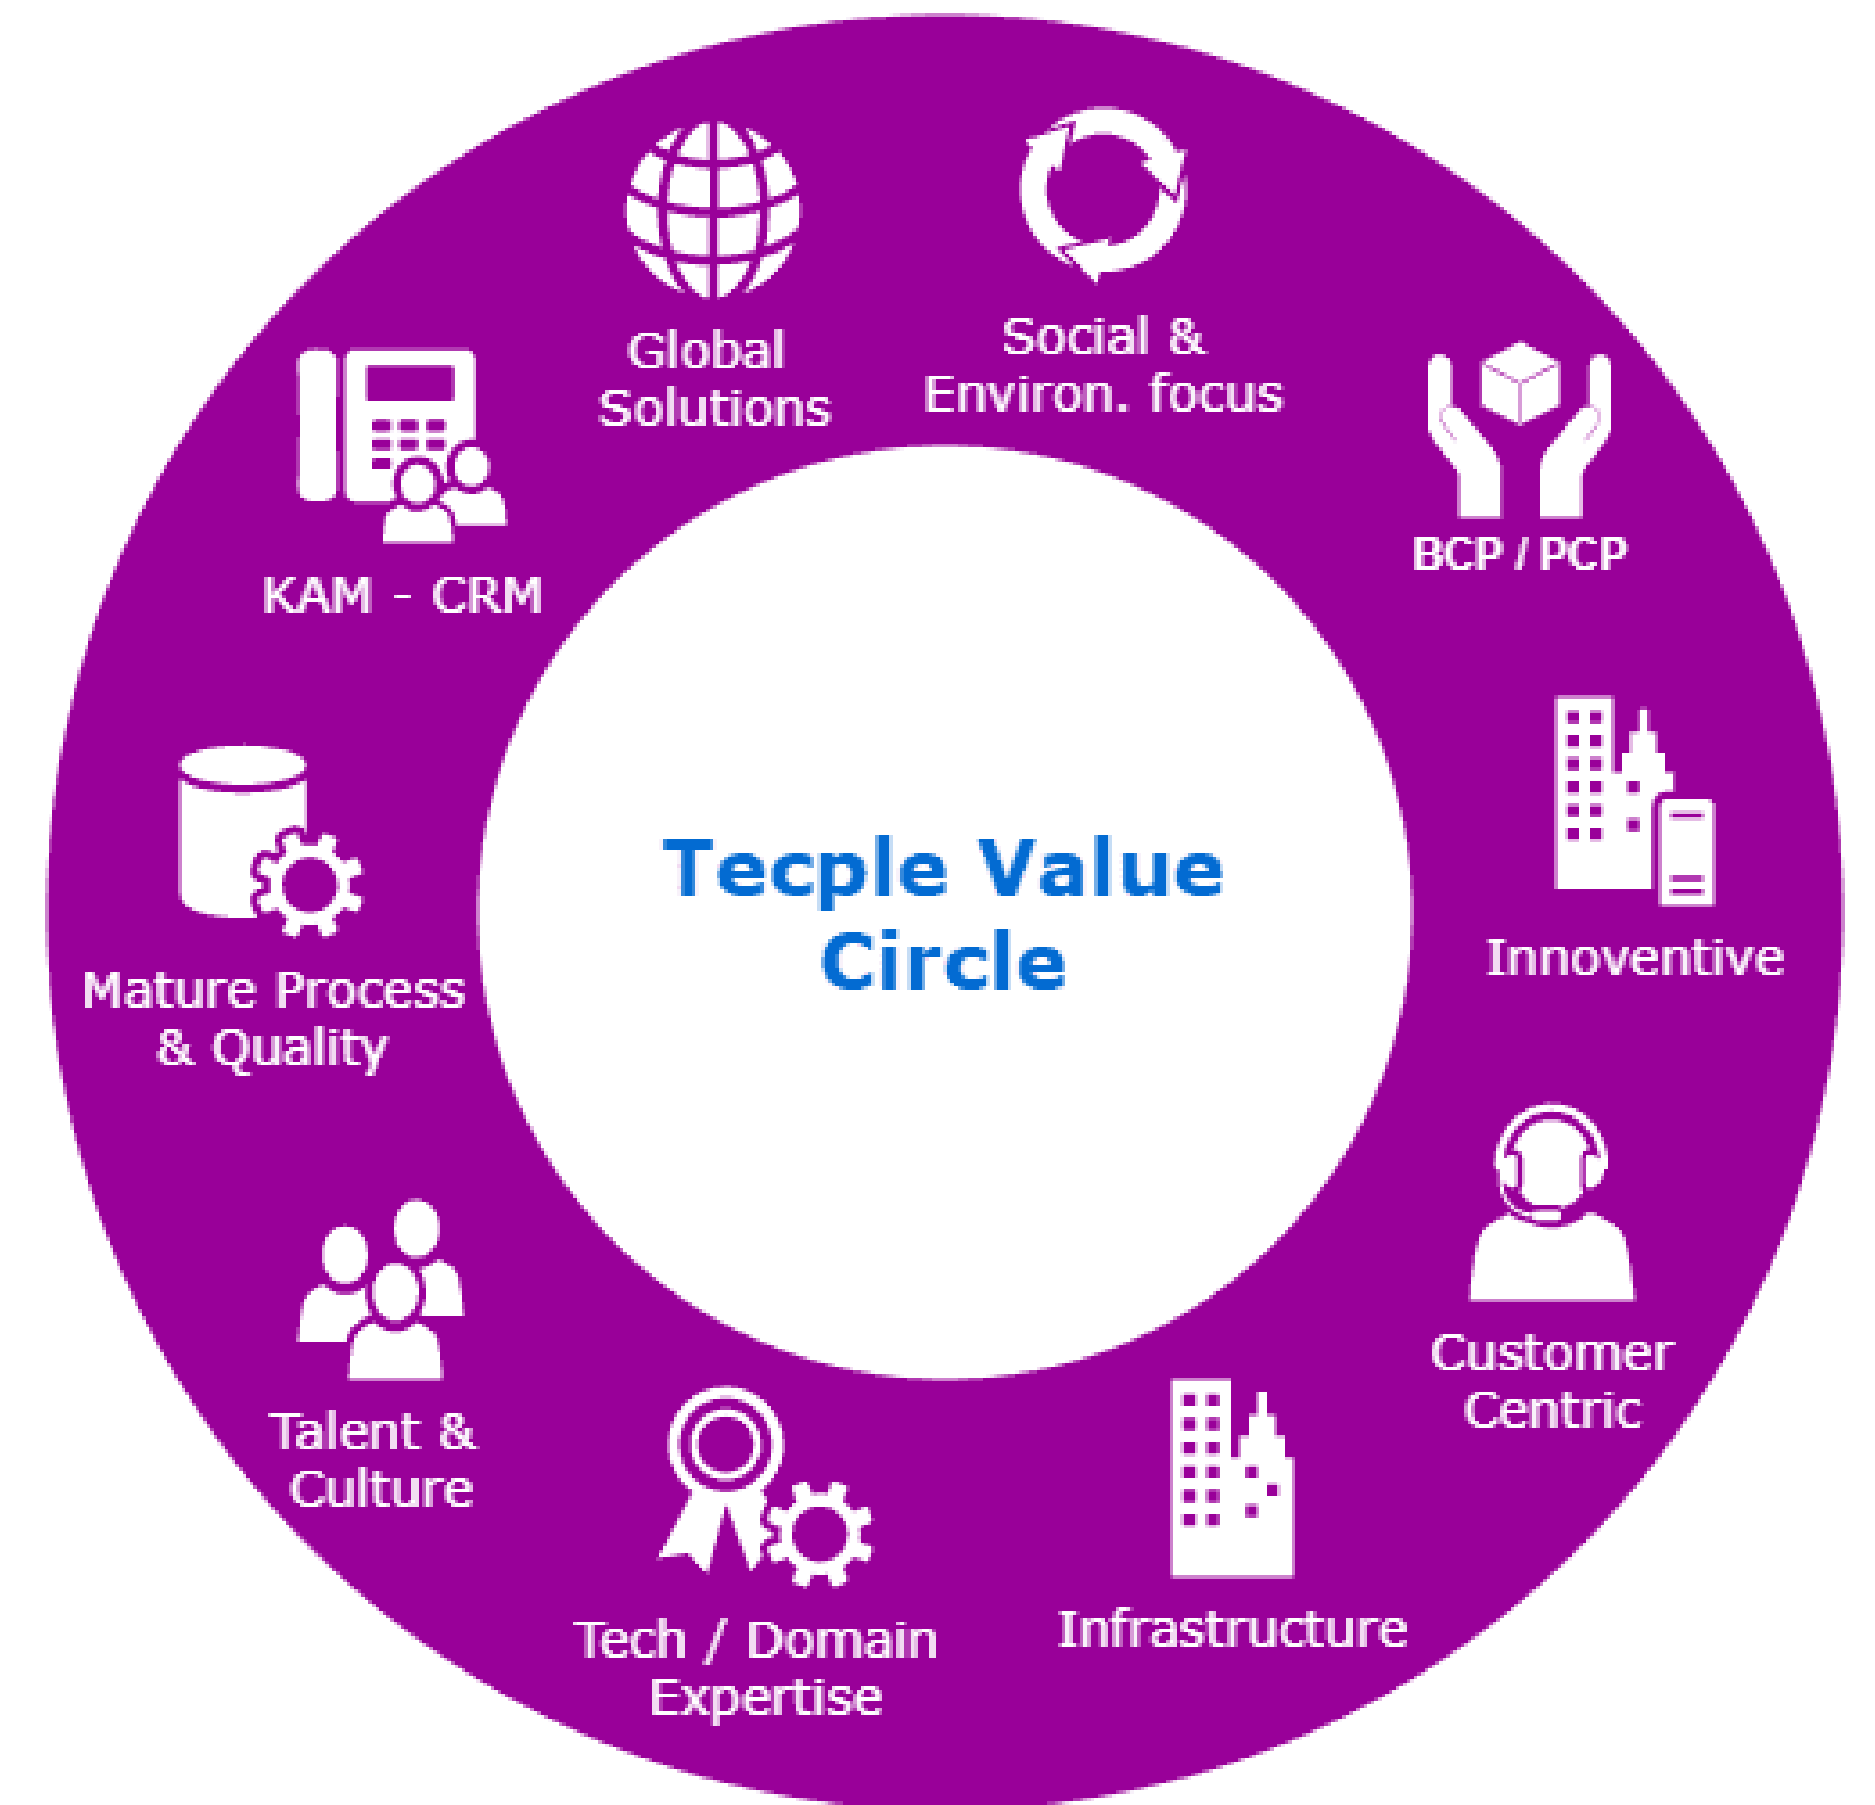 Global
Solutions
Social &
Environ. focus
BCP / PCP
Innoventive
Customer
Centric
Infrastructure
Tech / Domain
Expertise
Talent &
Culture
Mature Process
& Quality
KAM - CRM
Tecple Value
Circle